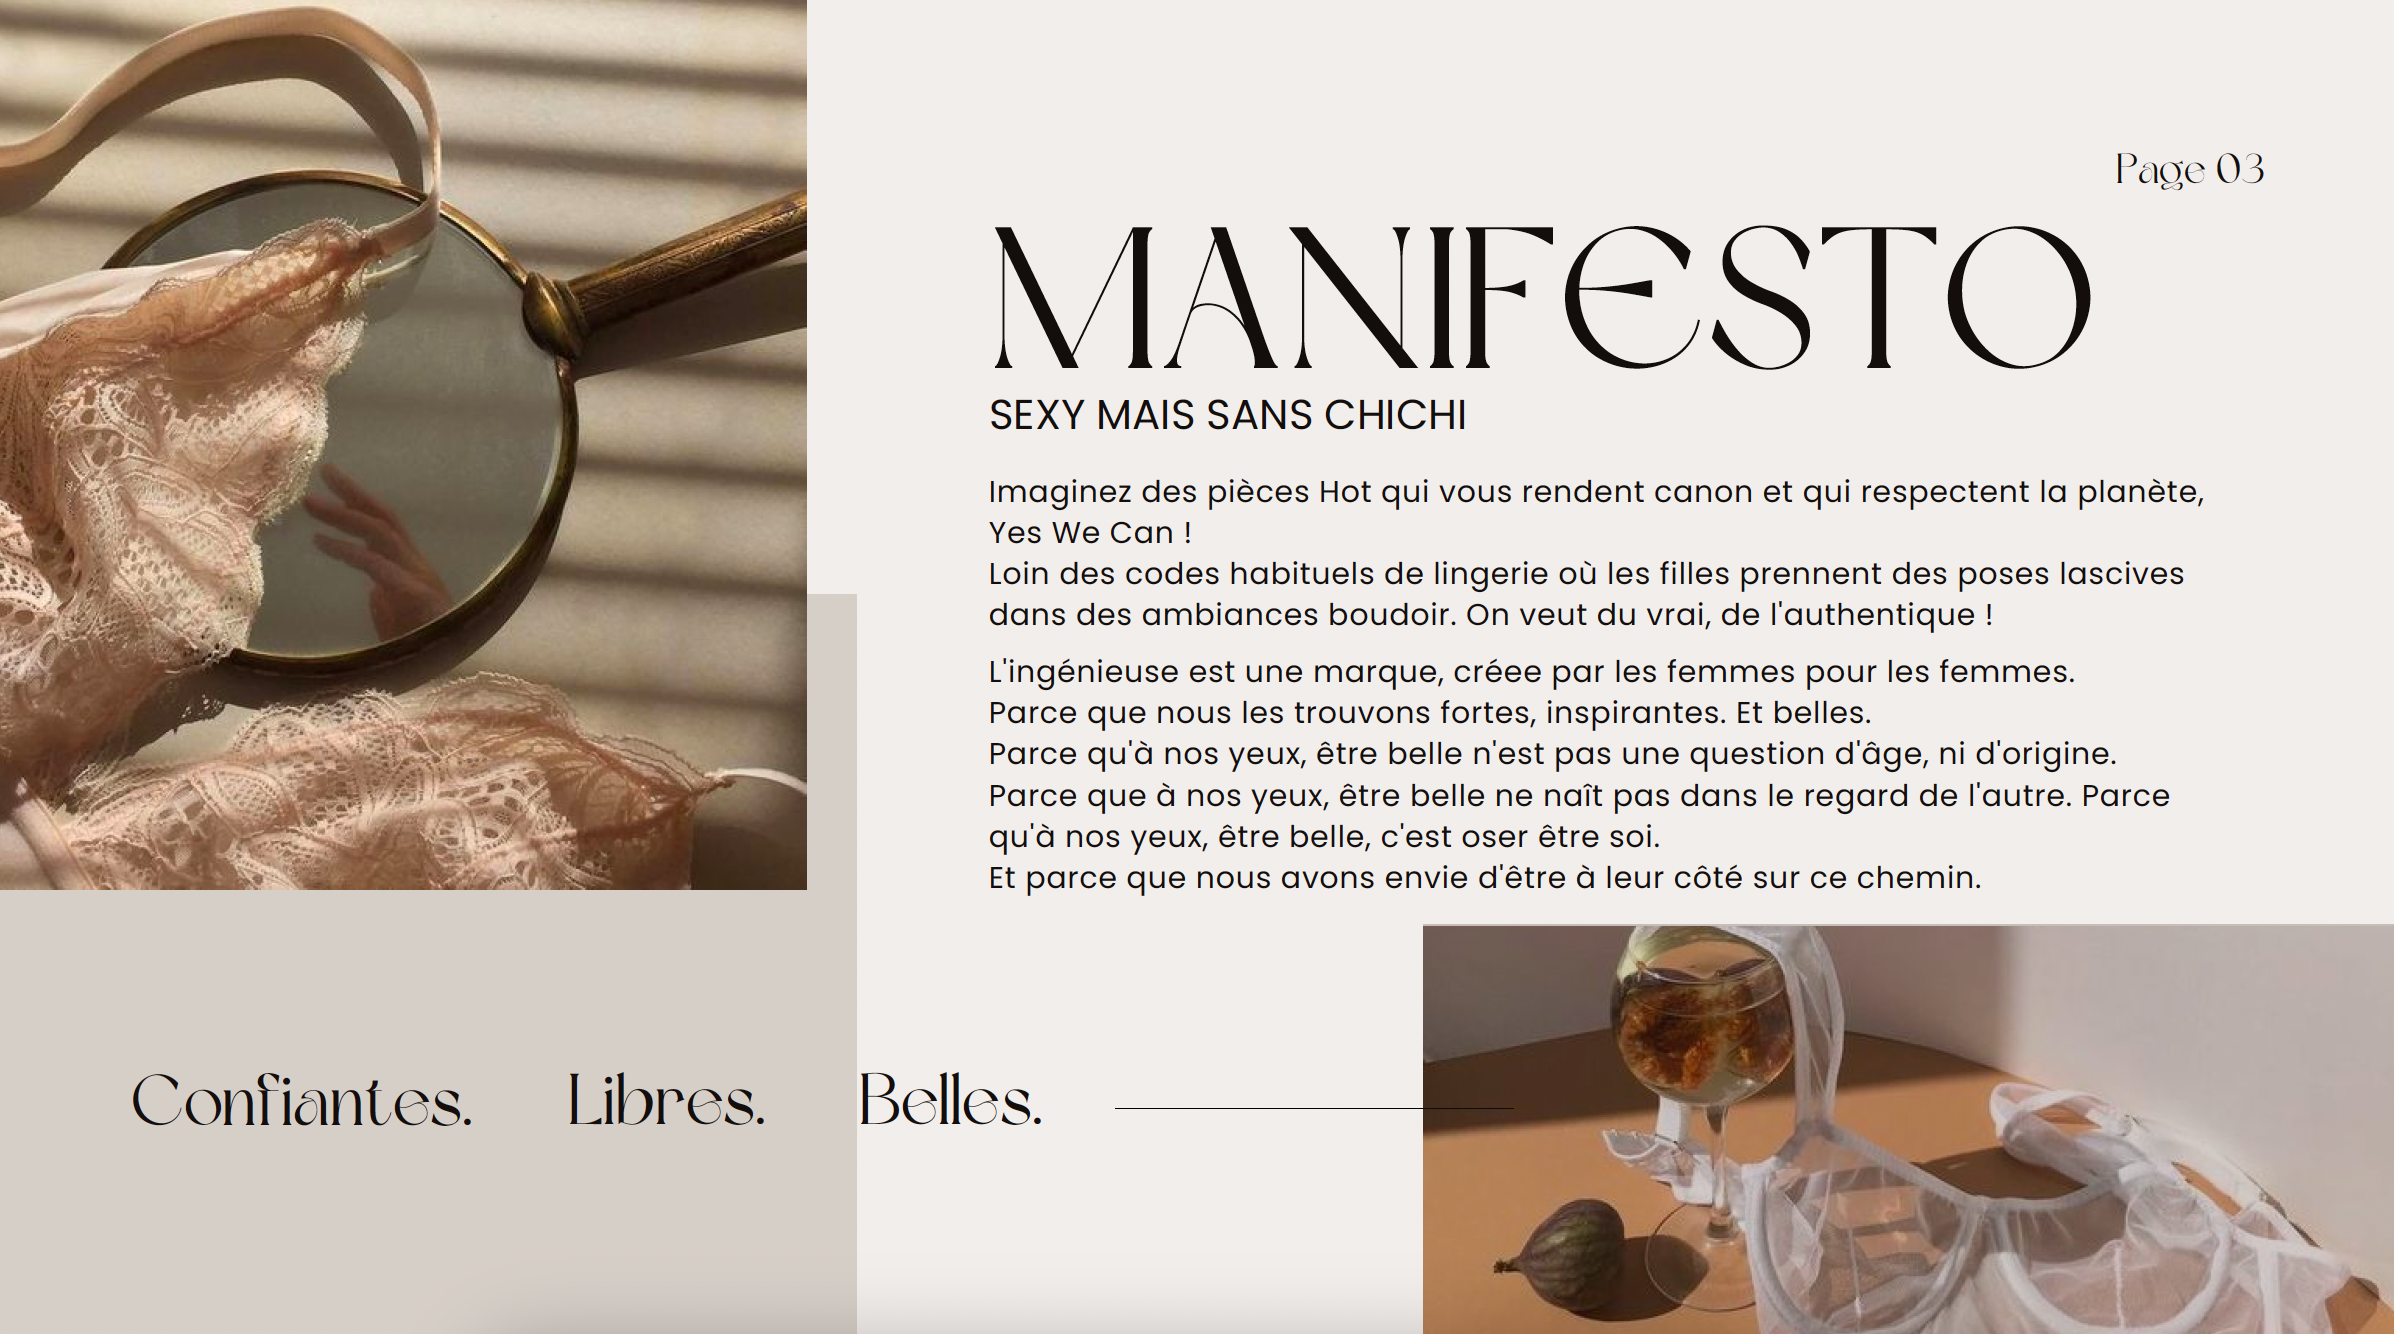 Page 03
MANIFESTO
SEXY MAIS SANS CHICHI
Imaginez des pièces Hot qui vous rendent canon et qui respectent la planète,
Yes We Can !
Loin des codes habituels de lingerie où les filles prennent des poses lascives
dans des ambiances boudoir. On veut du vrai, de l'authentique !
L'ingénieuse est une marque, créee par les femmes pour les femmes.
Parce que nous les trouvons fortes, inspirantes. Et belles.
Parce qu'à nos yeux, être belle n'est pas une question d'âge, ni d'origine.
Parce que à nos yeux, être belle ne naît pas dans le regard de l'autre. Parce
qu'à nos yeux, être belle, c'est oser être soi.
Et parce que nous avons envie d'être à leur côté sur ce chemin.
Confiantes. Libres. Belles.